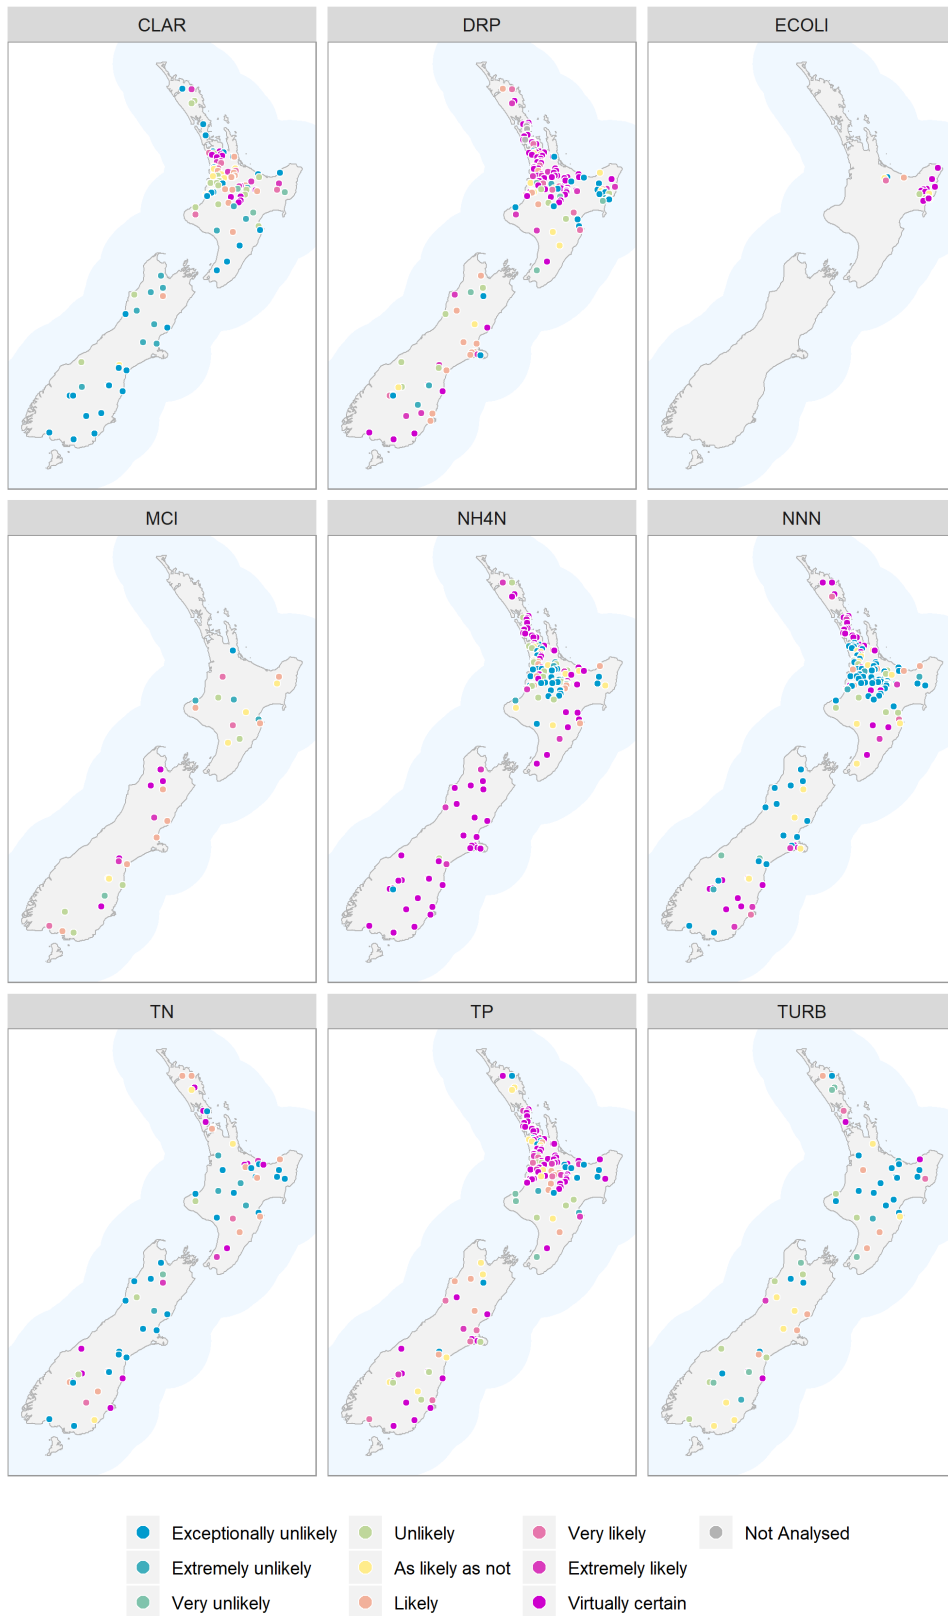 CLAR DRP ECOLI
MCI NH4N NNN
TN TP TURB
Exceptionally unlikely Unlikely Very likely Not Analysed
Extremely unlikely As likely as not Extremely likely
Very unlikely Likely Virtually certain